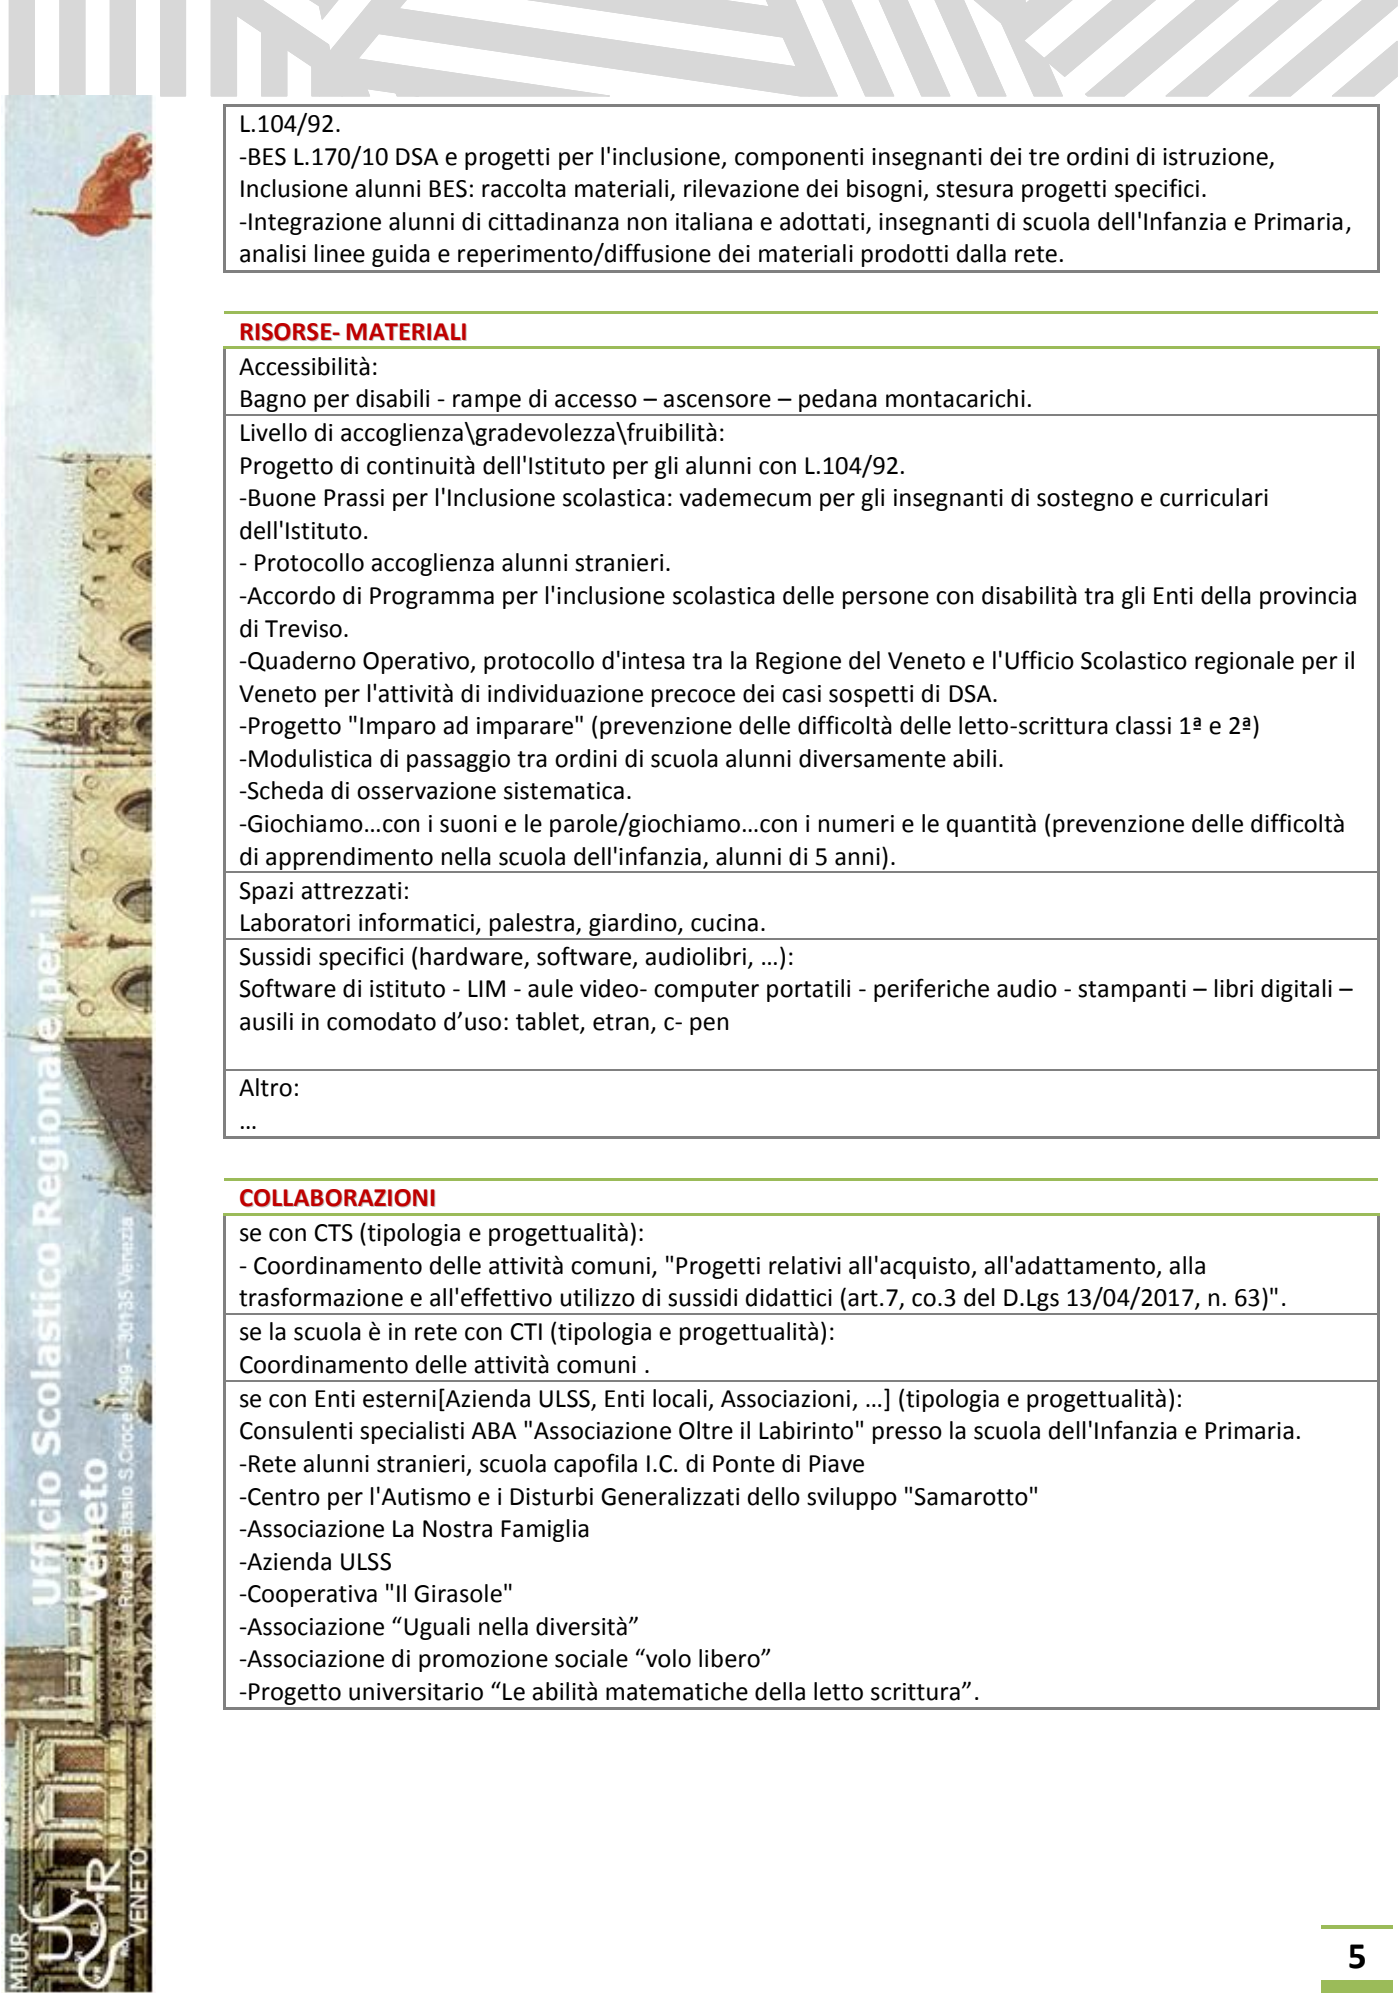 L.104/92.
-BES L.170/10 DSA e progetti per l'inclusione, componenti insegnanti dei tre ordini di istruzione,
Inclusione alunni BES: raccolta materiali, rilevazione dei bisogni, stesura progetti specifici.
-Integrazione alunni di cittadinanza non italiana e adottati, insegnanti di scuola dell'Infanzia e Primaria,
analisi linee guida e reperimento/diffusione dei materiali prodotti dalla rete.
RISORSE- MATERIALI
Accessibilità:
Bagno per disabili - rampe di accesso – ascensore – pedana montacarichi.
Livello di accoglienza\gradevolezza\fruibilità:
Progetto di continuità dell'Istituto per gli alunni con L.104/92.
-Buone Prassi per l'Inclusione scolastica: vademecum per gli insegnanti di sostegno e curriculari
dell'Istituto.
- Protocollo accoglienza alunni stranieri.
-Accordo di Programma per l'inclusione scolastica delle persone con disabilità tra gli Enti della provincia
di Treviso.
-Quaderno Operativo, protocollo d'intesa tra la Regione del Veneto e l'Ufficio Scolastico regionale per il
Veneto per l'attività di individuazione precoce dei casi sospetti di DSA.
-Progetto "Imparo ad imparare" (prevenzione delle difficoltà delle letto-scrittura classi 1ª e 2ª)
-Modulistica di passaggio tra ordini di scuola alunni diversamente abili.
-Scheda di osservazione sistematica.
-Giochiamo…con i suoni e le parole/giochiamo…con i numeri e le quantità (prevenzione delle difficoltà
di apprendimento nella scuola dell'infanzia, alunni di 5 anni).
Spazi attrezzati:
Laboratori informatici, palestra, giardino, cucina.
Sussidi specifici (hardware, software, audiolibri, …):
Software di istituto - LIM - aule video- computer portatili - periferiche audio - stampanti – libri digitali –
ausili in comodato d’uso: tablet, etran, c- pen
Altro:
…
COLLABORAZIONI
se con CTS (tipologia e progettualità):
- Coordinamento delle attività comuni, "Progetti relativi all'acquisto, all'adattamento, alla
trasformazione e all'effettivo utilizzo di sussidi didattici (art.7, co.3 del D.Lgs 13/04/2017, n. 63)".
se la scuola è in rete con CTI (tipologia e progettualità):
Coordinamento delle attività comuni .
se con Enti esterni[Azienda ULSS, Enti locali, Associazioni, …] (tipologia e progettualità):
Consulenti specialisti ABA "Associazione Oltre il Labirinto" presso la scuola dell'Infanzia e Primaria.
-Rete alunni stranieri, scuola capofila I.C. di Ponte di Piave
-Centro per l'Autismo e i Disturbi Generalizzati dello sviluppo "Samarotto"
-Associazione La Nostra Famiglia
-Azienda ULSS
-Cooperativa "Il Girasole"
-Associazione “Uguali nella diversità”
-Associazione di promozione sociale “volo libero”
-Progetto universitario “Le abilità matematiche della letto scrittura”.
Ufficio Scolastico Regionale per il
Veneto
Riva de Biasio S.Croce 1299 – 30135 Venezia
MIUR
USR
VENETO
5